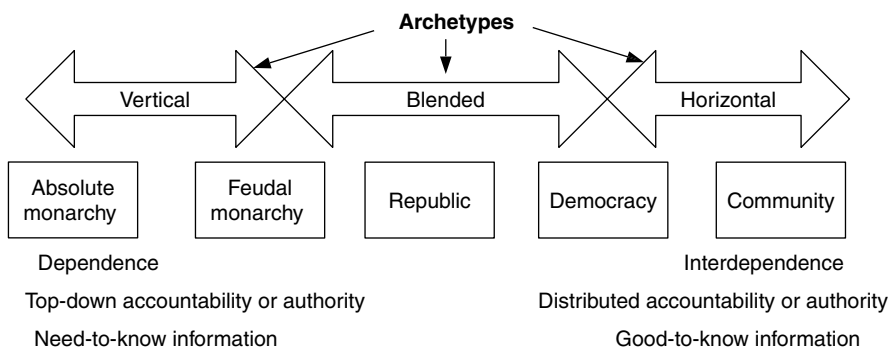 Archetypes
Vertical
Blended
Horizontal
Absolute
monarchy
Feudal
monarchy
Republic
Democracy
Community
Dependence
Interdependence
Top-down accountability or authority
Distributed accountability or authority
Need-to-know information
Good-to-know information